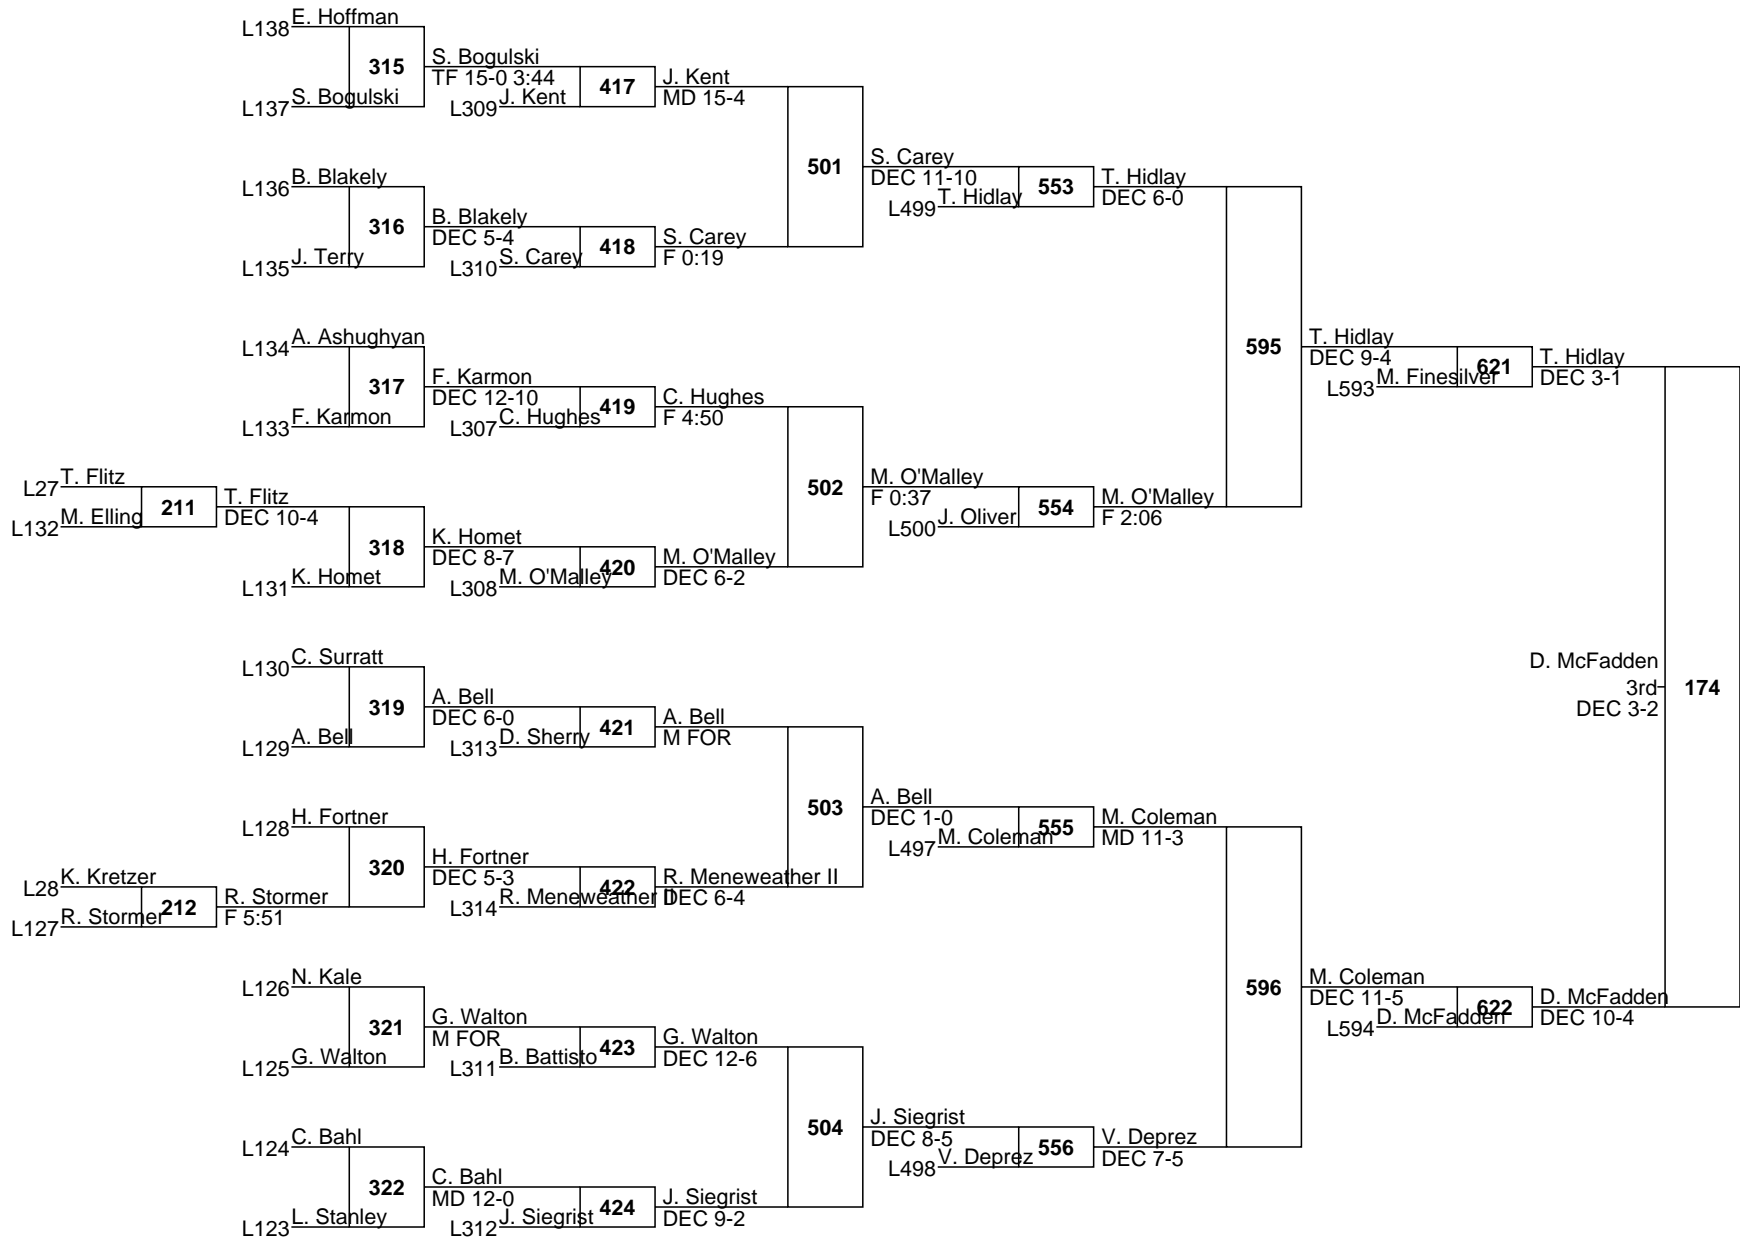 E. Hoffman
L138
315
S. Bogulski
TF 15-0 3:44
417
J. Kent
MD 15-4
S. Bogulski
L137
J. Kent
L309
501
S. Carey
DEC 11-10
553
T. Hidlay
DEC 6-0
B. Blakely
L136
T. Hidlay
L499
316
B. Blakely
DEC 5-4
418
S. Carey
F 0:19
J. Terry
L135
S. Carey
L310
595
T. Hidlay
DEC 9-4
621
T. Hidlay
DEC 3-1
M. Finesilver
L593
A. Ashughyan
L134
317
F. Karmon
DEC 12-10
419
C. Hughes
F 4:50
F. Karmon
L133
C. Hughes
L307
T. Flitz
L27
211
T. Flitz
DEC 10-4
M. Elling
L132
502
M. O'Malley
F 0:37
554
M. O'Malley
F 2:06
J. Oliver
L500
318
K. Homet
DEC 8-7
420
M. O'Malley
DEC 6-2
K. Homet
L131
M. O'Malley
L308
C. Surratt
L130
D. McFadden
3rd
DEC 3-2
174
319
A. Bell
DEC 6-0
421
A. Bell
M FOR
A. Bell
L129
D. Sherry
L313
503
A. Bell
DEC 1-0
555
M. Coleman
MD 11-3
M. Coleman
L497
H. Fortner
L128
320
H. Fortner
DEC 5-3
422
R. Meneweather II
DEC 6-4
R. Meneweather II
L314
K. Kretzer
L28
212
R. Stormer
F 5:51
R. Stormer
L127
N. Kale
L126
596
M. Coleman
DEC 11-5
622
D. McFadden
DEC 10-4
D. McFadden
L594
321
G. Walton
M FOR
423
G. Walton
DEC 12-6
G. Walton
L125
B. Battisto
L311
504
J. Siegrist
DEC 8-5
556
V. Deprez
DEC 7-5
V. Deprez
L498
C. Bahl
L124
322
C. Bahl
MD 12-0
424
J. Siegrist
DEC 9-2
L. Stanley
L123
J. Siegrist
L312